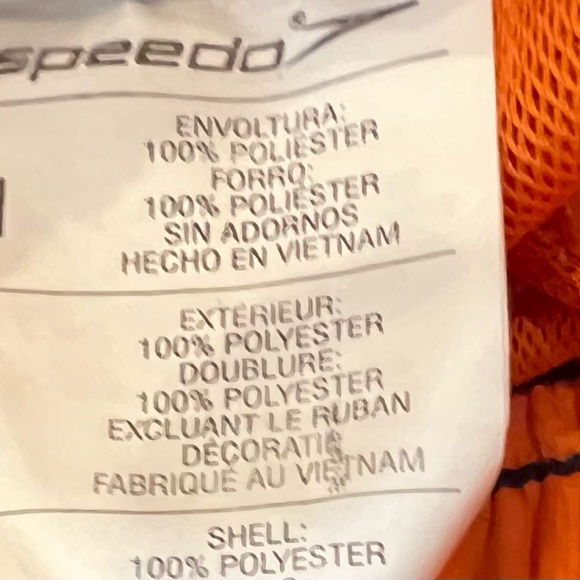 speedo
ENVOLTURA:
100% POLIÉSTER
FORRO:
100% POLIÉSTER
SIN ADORNOS
HECHO EN VIETNAM
EXTÉRIEUR:
100% POLYESTER
DOUBLURE:
100% POLYESTER
EXCLUANT LE RUBAN
DÉCORATIF
FABRIQUÉ AU VIETNAM
SHELL:
100% POLYESTER